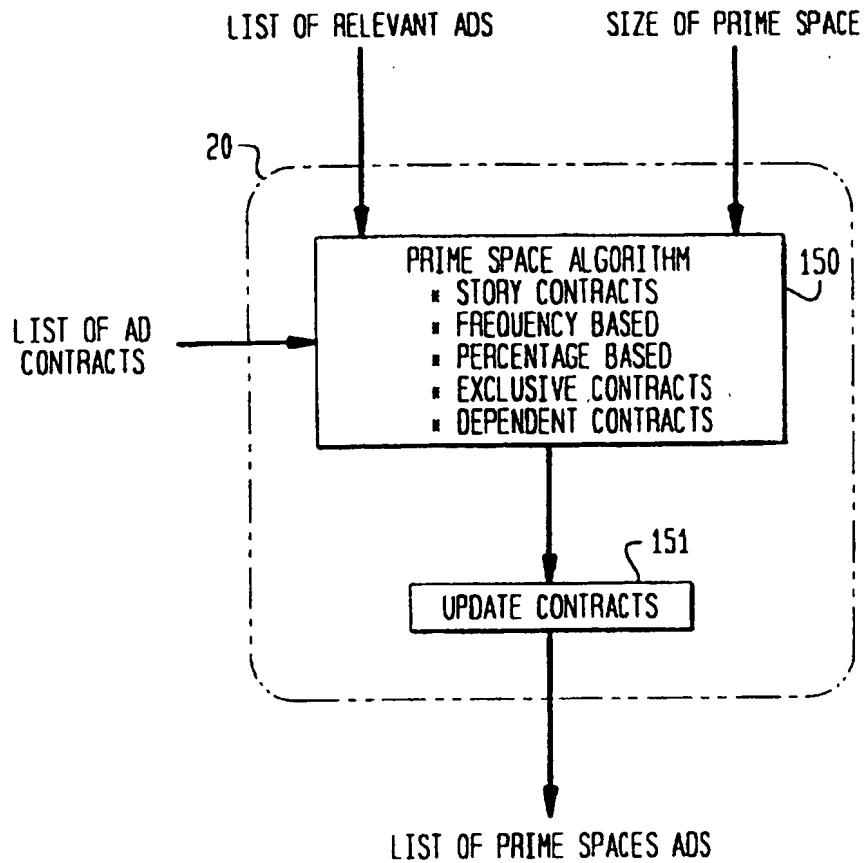 LIST OF RELEVANT ADS
SIZE OF PRIME SPACE
20
PRIME SPACE ALGORITHM
* STORY CONTRACTS
* FREQUENCY BASED
* PERCENTAGE BASED
* EXCLUSIVE CONTRACTS
* DEPENDENT CONTRACTS
150
LIST OF AD
CONTRACTS
151
UPDATE CONTRACTS
LIST OF PRIME SPACES ADS